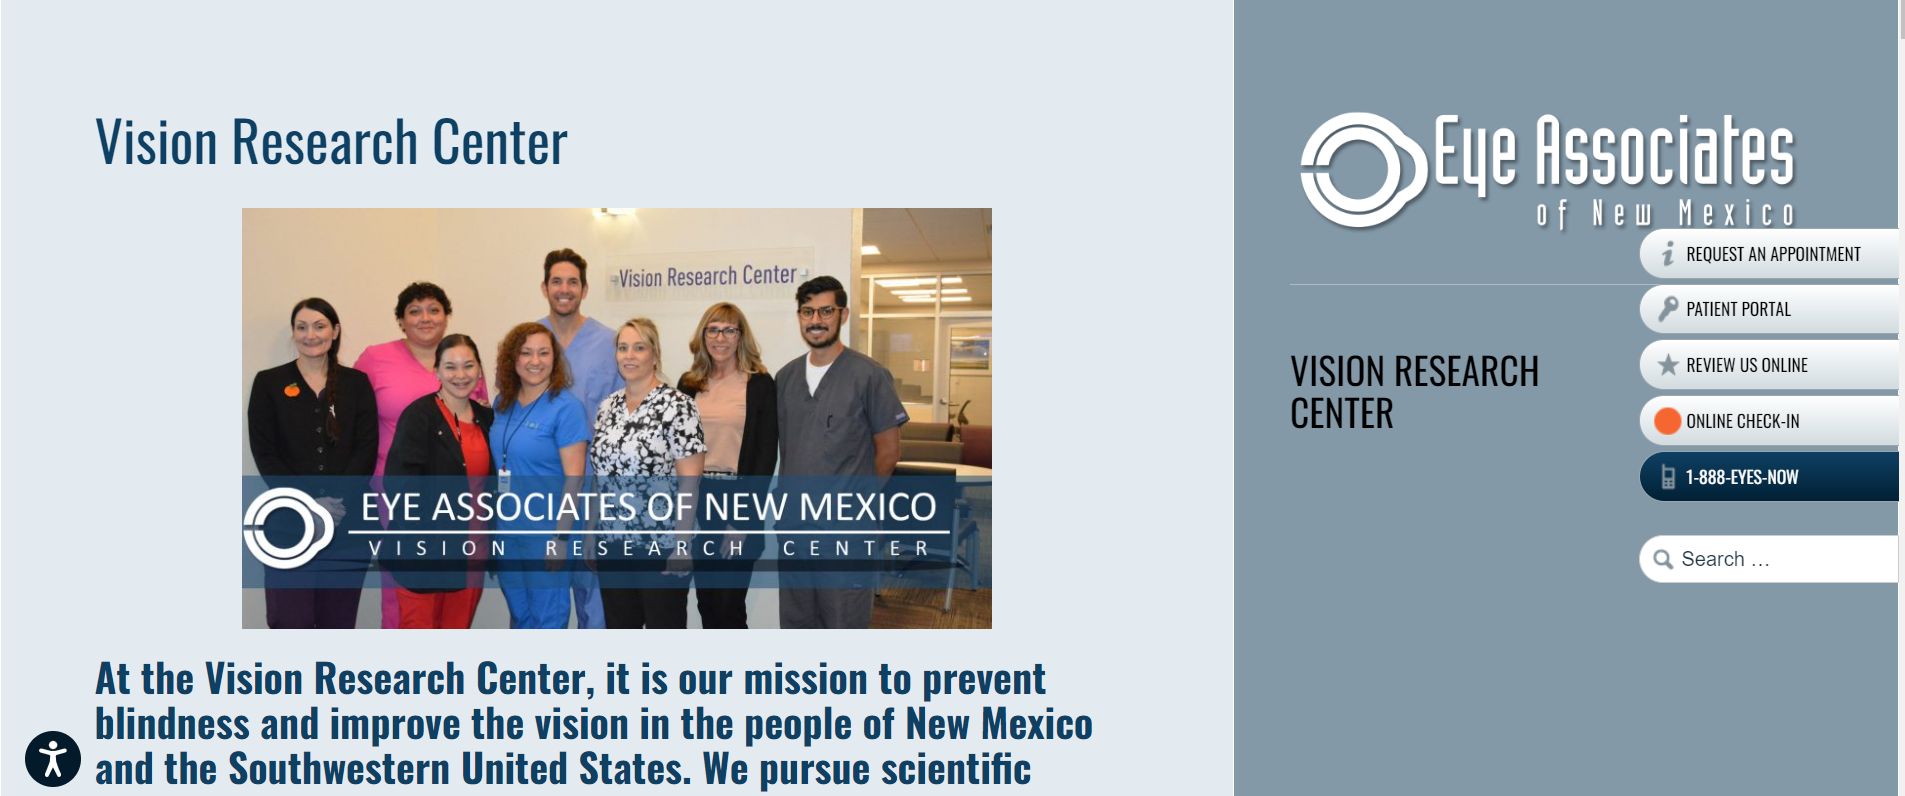 Vision Research Center
Vision Research Center
EYE ASSOCIATES OF NEW MEXICO
VISION RESEARCH CENTER
At the Vision Research Center, it is our mission to prevent
blindness and improve the vision in the people of New Mexico
and the Southwestern United States. We pursue scientific
Eye Associates
of New Mexico
REQUEST AN APPOINTMENT
PATIENT PORTAL
REVIEW US ONLINE
ONLINE CHECK-IN
1-888-EYES-NOW
Search ...
VISION RESEARCH
CENTER